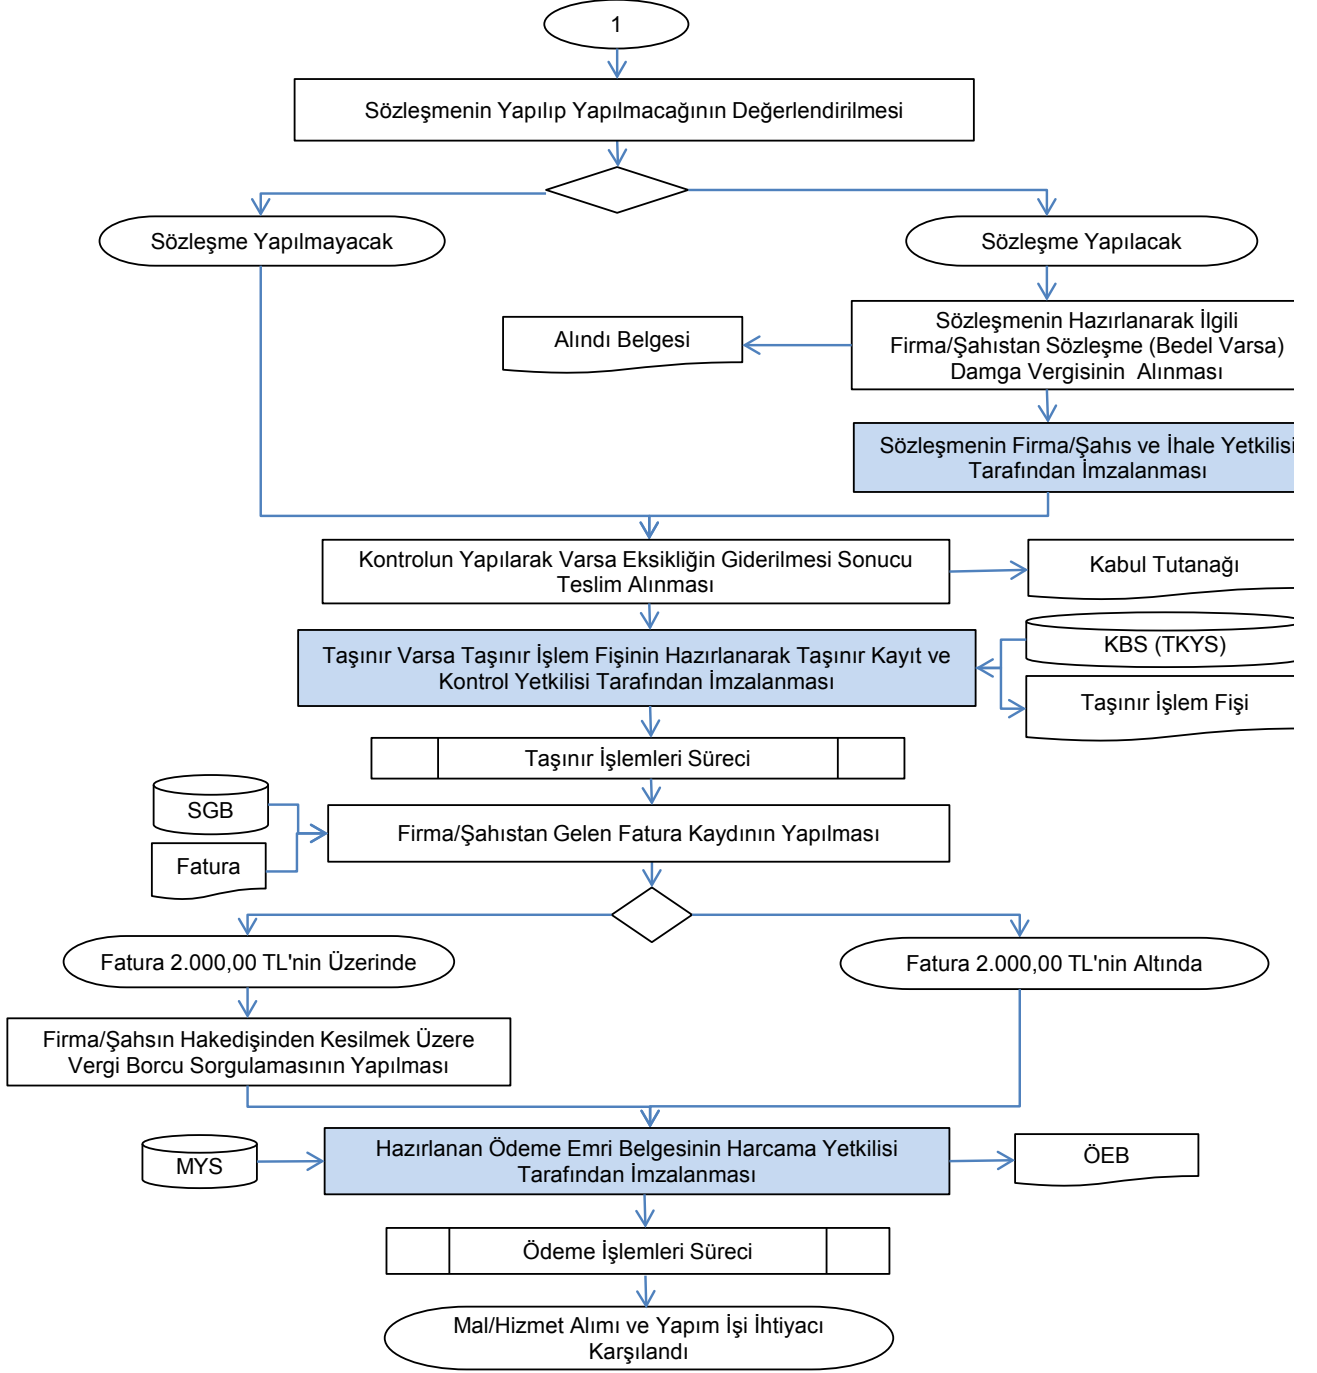 1
Sözleşmenin Yapılıp Yapılmacağının Değerlendirilmesi
Sözleşme Yapılmayacak
Sözleşme Yapılacak
Alındı Belgesi
Sözleşmenin Hazırlanarak İlgili
Firma/Şahıstan Sözleşme (Bedel Varsa)
Damga Vergisinin Alınması
Sözleşmenin Firma/Şahıs ve İhale Yetkilisi
Tarafından İmzalanması
Kontrolun Yapılarak Varsa Eksikliğin Giderilmesi Sonucu
Teslim Alınması
Kabul Tutanağı
KBS (TKYS)
Taşınır Varsa Taşınır İşlem Fişinin Hazırlanarak Taşınır Kayıt ve
Kontrol Yetkilisi Tarafından İmzalanması
Taşınır İşlem Fişi
Taşınır İşlemleri Süreci
SGB
Firma/Şahıstan Gelen Fatura Kaydının Yapılması
Fatura
Fatura 2.000,00 TL'nin Üzerinde
Fatura 2.000,00 TL'nin Altında
Firma/Şahsın Hakedişinden Kesilmek Üzere
Vergi Borcu Sorgulamasının Yapılması
MYS
Hazırlanan Ödeme Emri Belgesinin Harcama Yetkilisi
Tarafından İmzalanması
ÖEB
Ödeme İşlemleri Süreci
Mal/Hizmet Alımı ve Yapım İşi İhtiyacı
Karşılandı